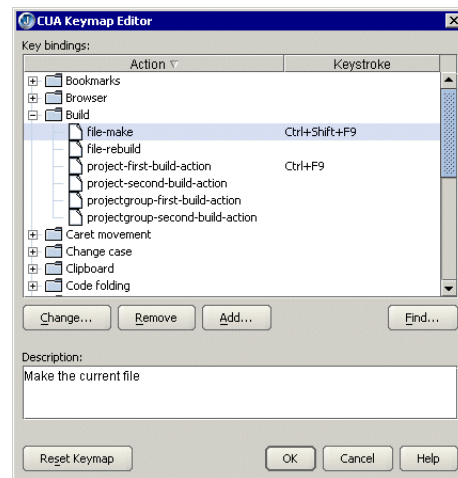 CUA Keymap Editor
Key bindings:
Action Keystroke
Bookmarks
Browser
Build
file-make Ctrl+Shift+F9
file-rebuild
project-first-build-action Ctrl+F9
project-second-build-action
projectgroup-first-build-action
projectgroup-second-build-action
Caret movement
Change case
Clipboard
Code folding
Change... Remove Add... Find...
Description:
Make the current file
Reset Keymap OK Cancel Help